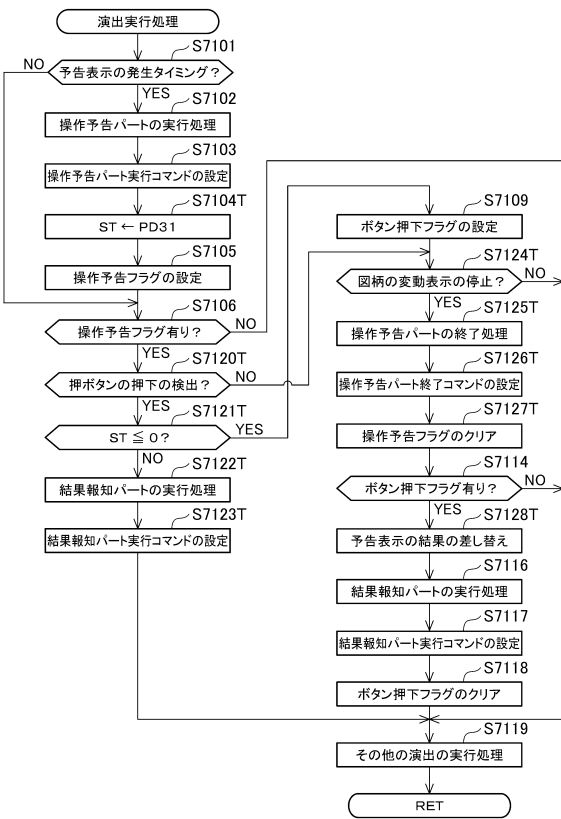 演出実行処理
S7101
予告表示の発生タイミング?
NO
YES
S7102
操作予告パートの実行処理
S7103
操作予告パート実行コマンドの設定
S7104T
ST ← PD31
S7105
操作予告フラグの設定
S7106
操作予告フラグ有り?
NO
YES
S7120T
押ボタンの押下の検出?
NO
YES
S7121T
ST ≦ 0?
YES
NO
S7122T
結果報知パートの実行処理
S7123T
結果報知パート実行コマンドの設定
S7109
ボタン押下フラグの設定
S7124T
図柄の変動表示の停止?
NO
YES
S7125T
操作予告パートの終了処理
S7126T
操作予告パート終了コマンドの設定
S7127T
操作予告フラグのクリア
S7114
ボタン押下フラグ有り?
NO
YES
S7128T
予告表示の結果の差し替え
S7116
結果報知パートの実行処理
S7117
結果報知パート実行コマンドの設定
S7118
ボタン押下フラグのクリア
S7119
その他の演出の実行処理
RET